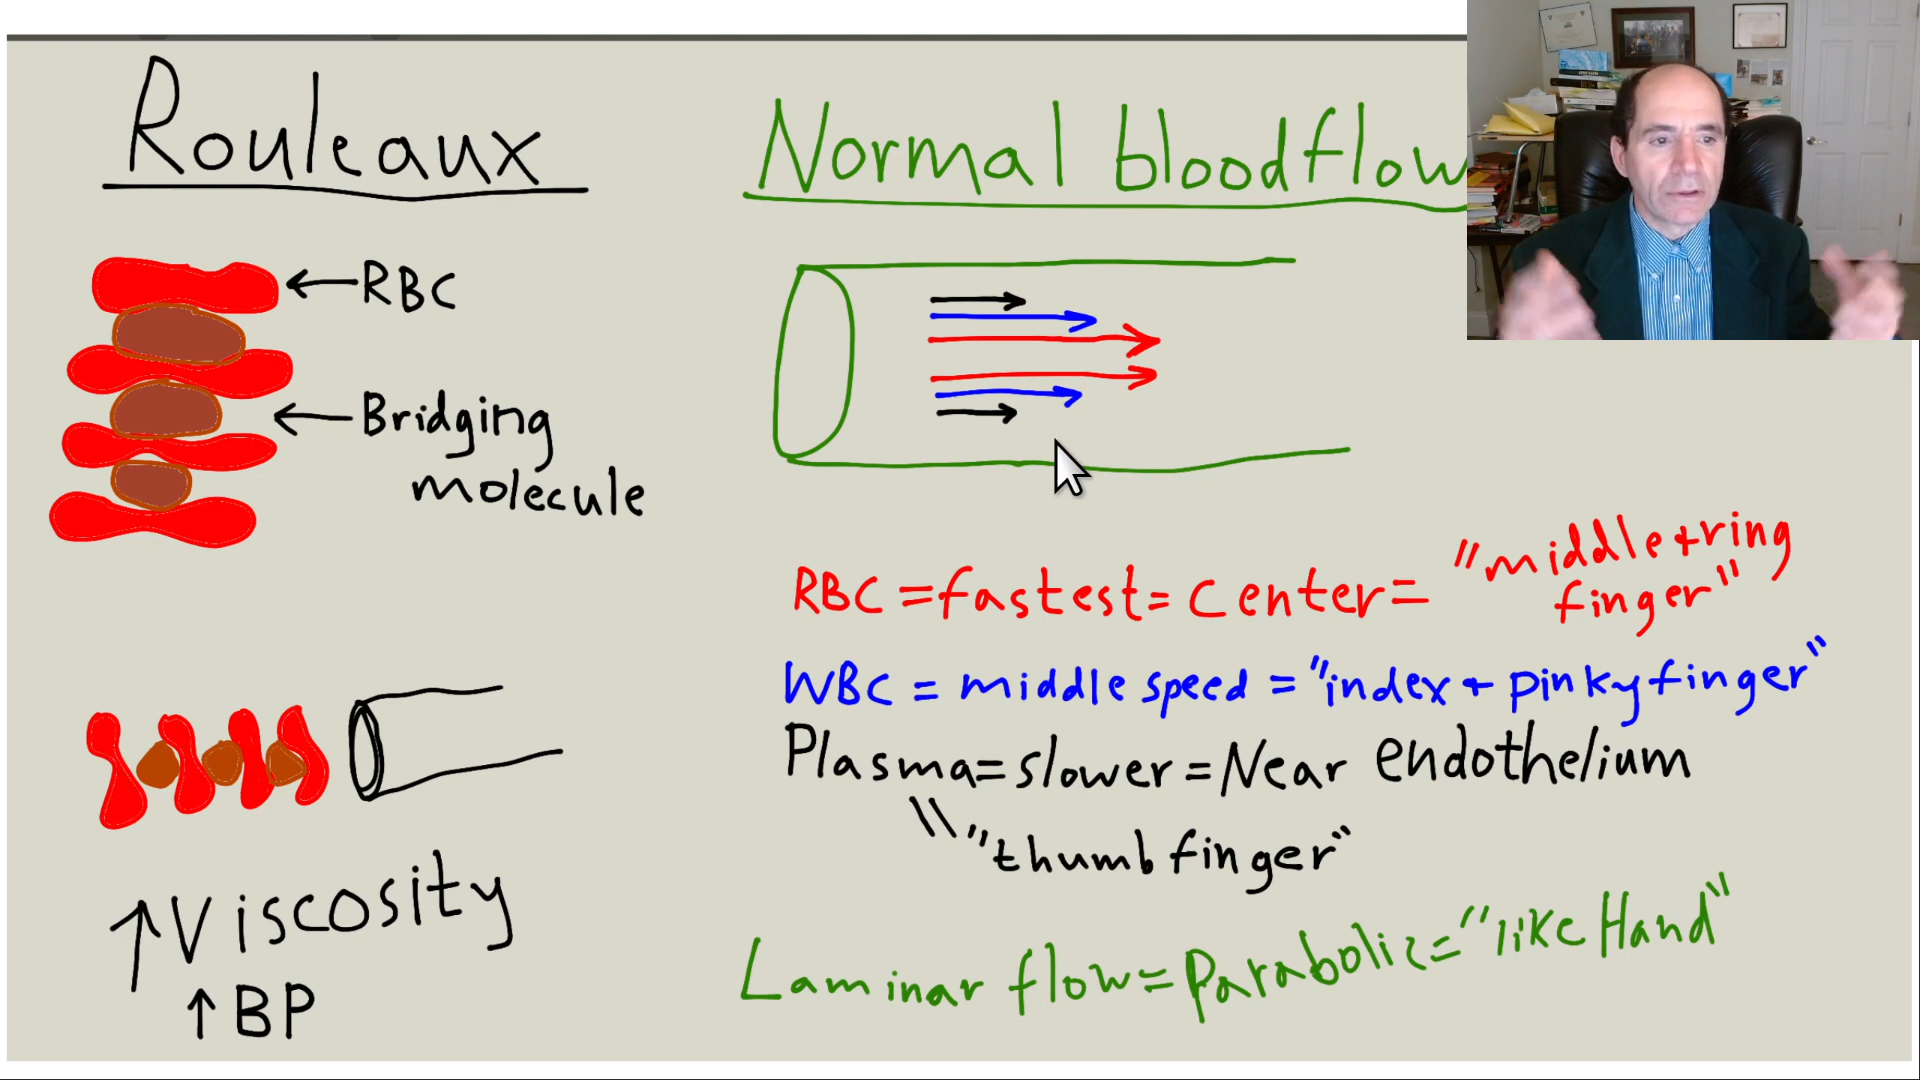 Rouleaux
←RBC
←Bridging
molecule
↑Viscosity
↑BP
Normal bloodflow
RBC = fastest = center = "middle + ring
finger"
WBC = middle speed = "index + pinky finger"
Plasma = slower = Near endothelium
\\ "thumb finger"
Laminar flow = Parabolic = "like Hand"